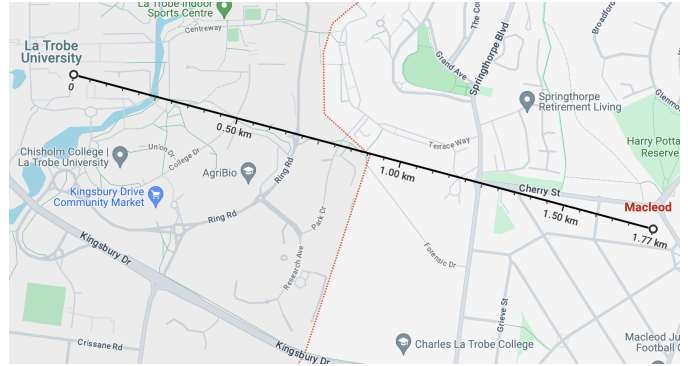 La Trobe Indoor
Sports Centre
Centreway
La Trobe
University
0
0.50 km
1.00 km
1.50 km
1.77 km
Grand Ave
Springthorpe Blvd
Springthorpe
Retirement Living
Harry Potta
Reserve
Terrace Way
Chisholm College |
La Trobe University
Union Dr
College Dr
AgriBio
Ring Rd
Kingsbury Drive
Community Market
Ring Rd
Park Dr
Cherry St
Macleod
Kingsbury Dr
Research Ave
Forensic Dr
Grieve St
Crissane Rd
Kingsbury Dr
Charles La Trobe College
Macleod Ju
Football C
The Co
Broadfor
Glenmo